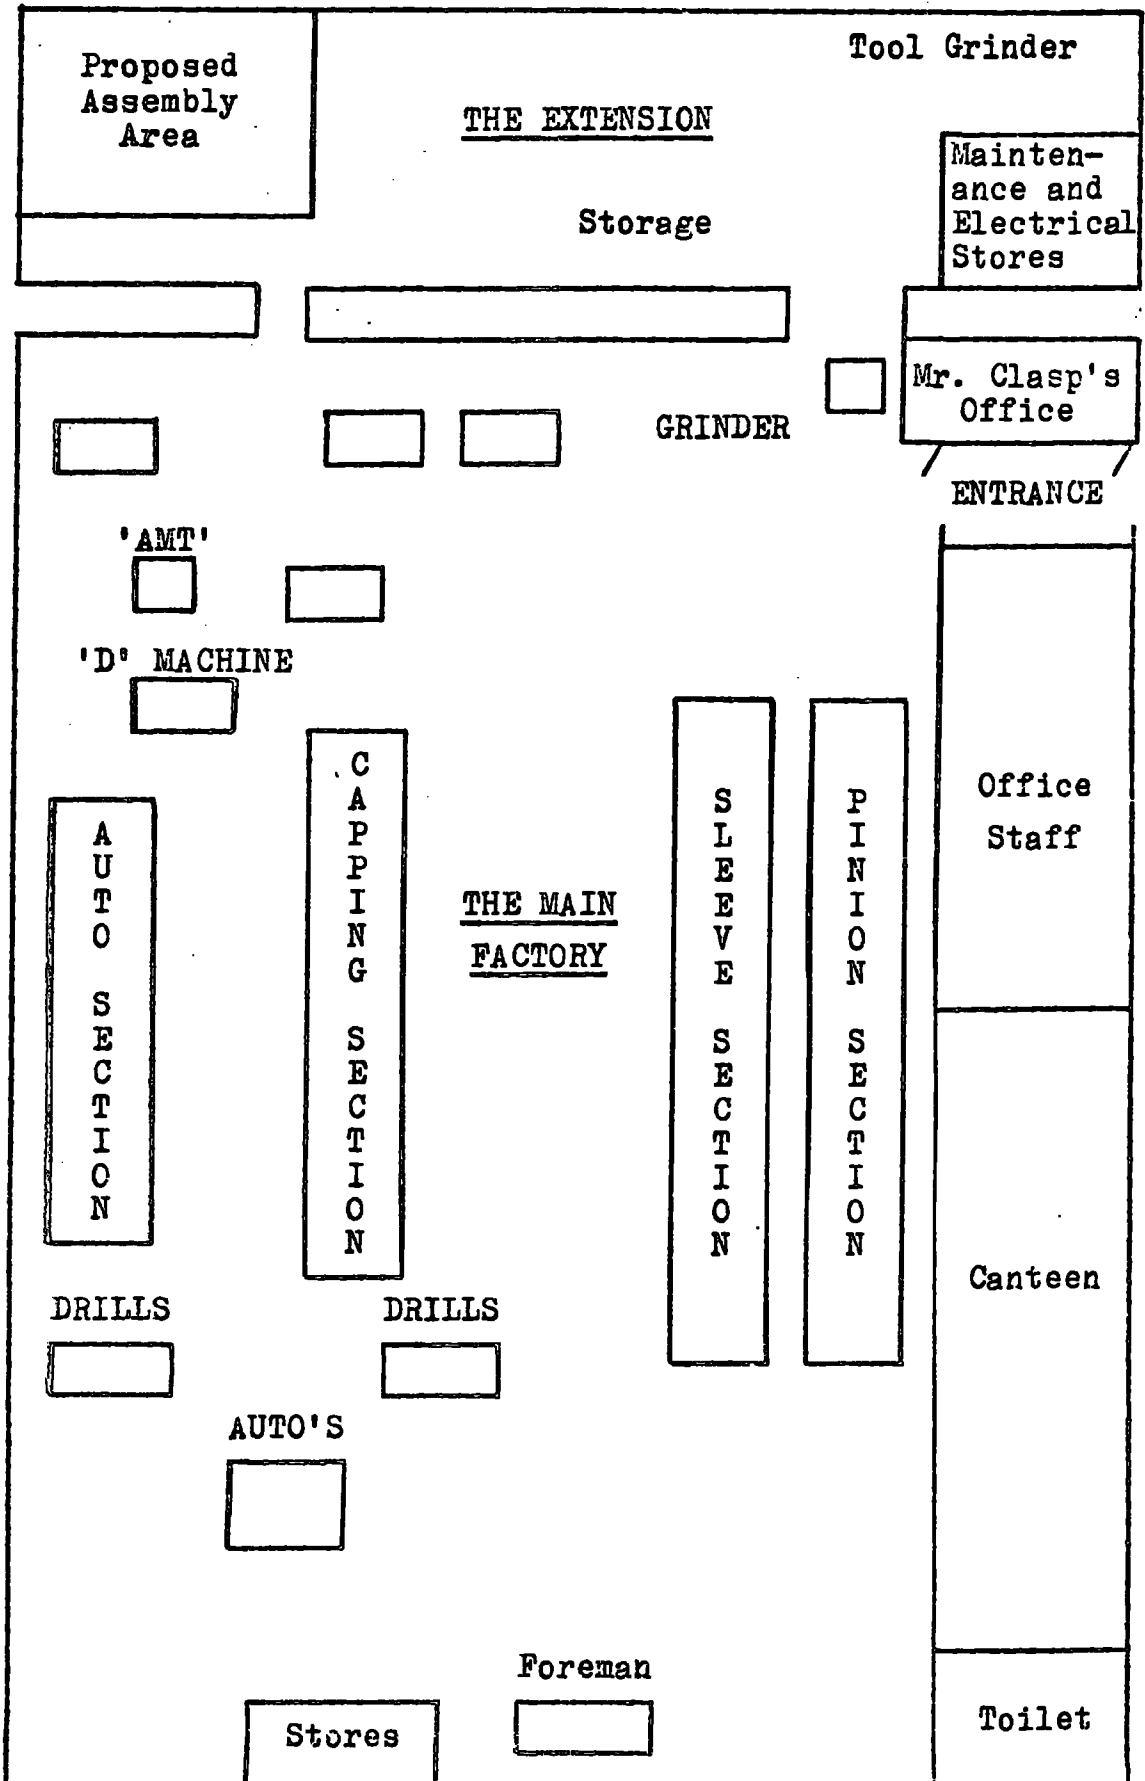 Proposed
Assembly
Area
THE EXTENSION
Tool Grinder
Storage
Mainten-
ance and
Electrical
Stores
Mr. Clasp's
Office
GRINDER
ENTRANCE
'AMT'
'D' MACHINE
AUTO SECTION
CAPPING SECTION
THE MAIN
FACTORY
SLEEVE SECTION
PINION SECTION
Office
Staff
Canteen
DRILLS
DRILLS
AUTO'S
Foreman
Stores
Toilet